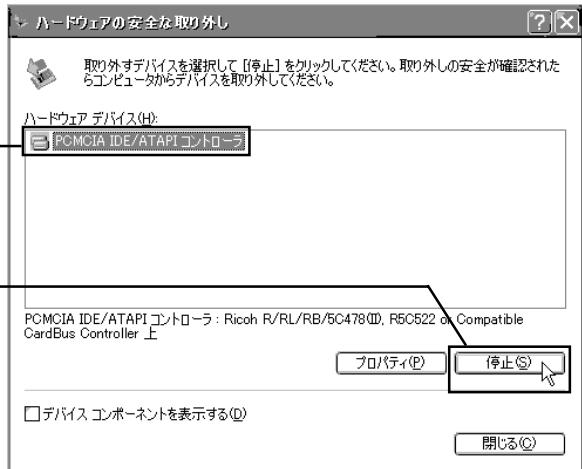 ハードウェアの安全な取り外し
取り外すデバイスを選択して [停止] をクリックしてください。取り外しの安全が確認された
らコンピュータからデバイスを取り外してください。
ハードウェア デバイス(H):
PCMCIA IDE/ATAPI コントローラ
PCMCIA IDE/ATAPI コントローラ : Ricoh R/RL/RB/5C478(II), R5C522 or Compatible
CardBus Controller 上
プロパティ(P)
停止(S)
デバイス コンポーネントを表示する(D)
閉じる(C)